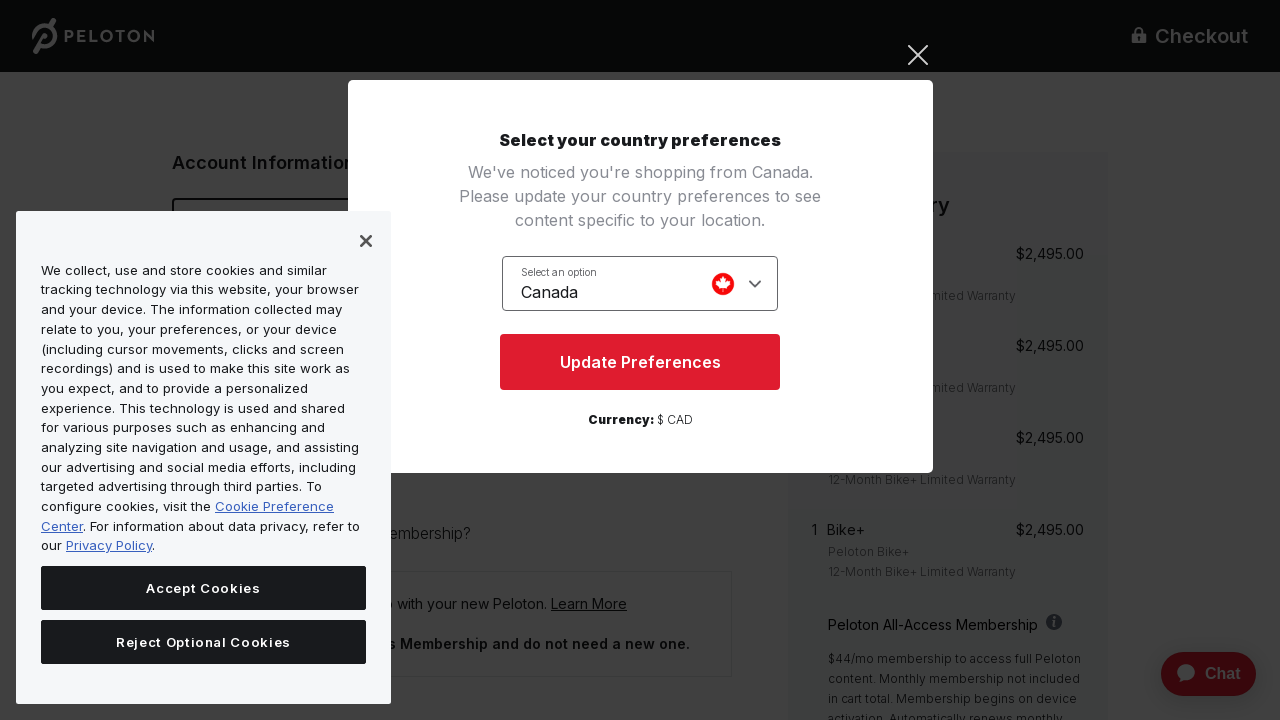 PELOTON
Checkout
Account Information
Select your country preferences
We've noticed you're shopping from Canada.
Please update your country preferences to see
content specific to your location.
Select an option
Canada
Update Preferences
Currency: $ CAD
We collect, use and store cookies and similar
tracking technology via this website, your browser
and your device. The information collected may
relate to you, your preferences, or your device
(including cursor movements, clicks and screen
recordings) and is used to make this site work as
you expect, and to provide a personalized
experience. This technology is used and shared
for various purposes such as enhancing and
analyzing site navigation and usage, and assisting
our advertising and social media efforts, including
targeted advertising through third parties. To
configure cookies, visit the Cookie Preference
Center. For information about data privacy, refer to
our Privacy Policy.
Accept Cookies
Reject Optional Cookies
embership?
with your new Peloton. Learn More
Membership and do not need a new one.
$2,495.00
Limited Warranty
$2,495.00
Limited Warranty
$2,495.00
12-Month Bike+ Limited Warranty
1 Bike+ $2,495.00
Peloton Bike+
12-Month Bike+ Limited Warranty
Peloton All-Access Membership
$44/mo membership to access full Peloton
content. Monthly membership not included
in cart total. Membership begins on device
activation. Automatically renews monthly
Chat